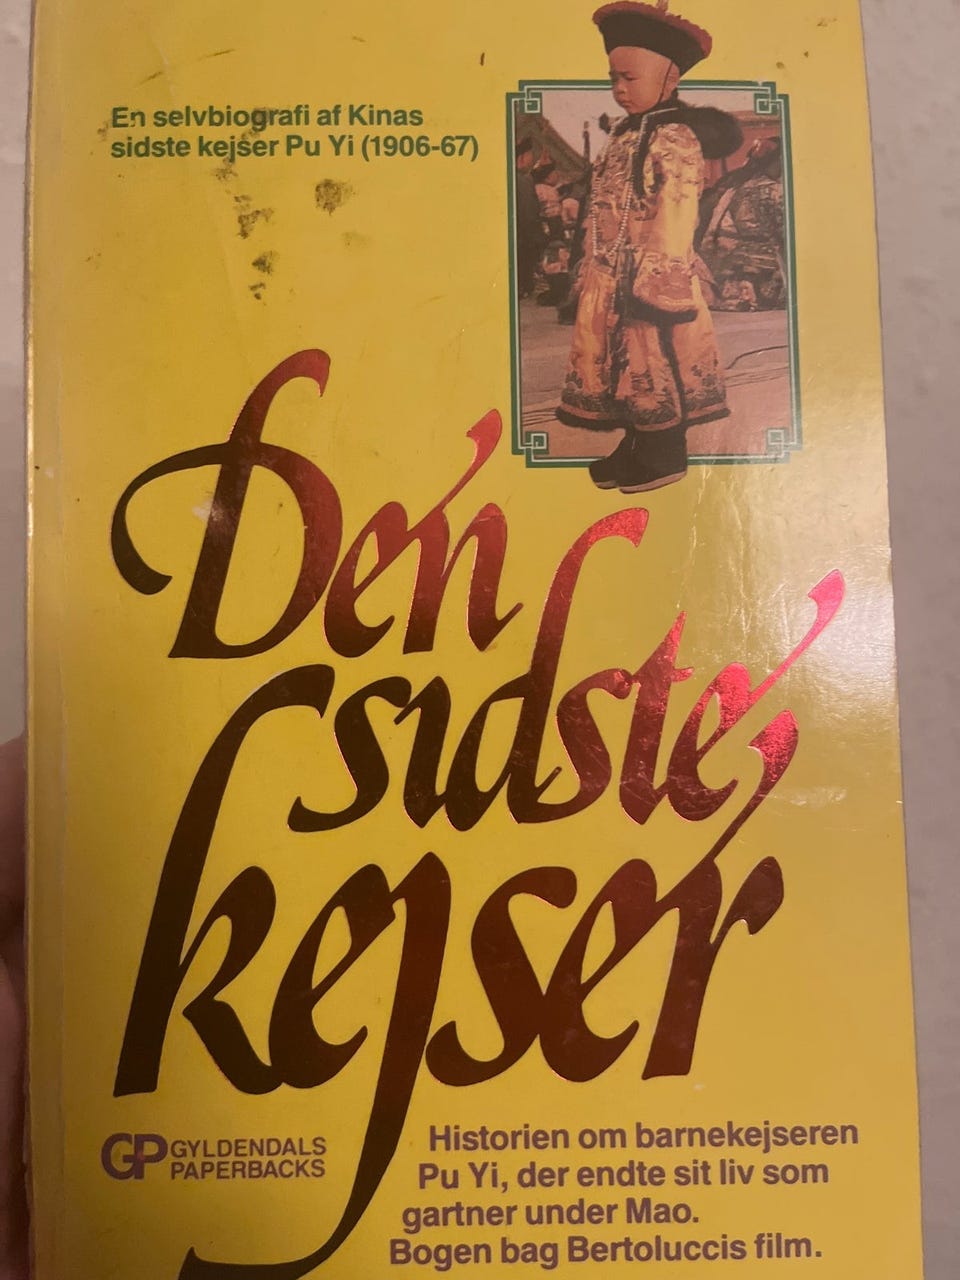 En selvbiografi af Kinas
sidste kejser Pu Yi (1906-67)
Den
sidste
kejser
GP GYLDENDALS
PAPERBACKS
Historien om barnekejseren
Pu Yi, der endte sit liv som
gartner under Mao.
Bogen bag Bertoluccis film.